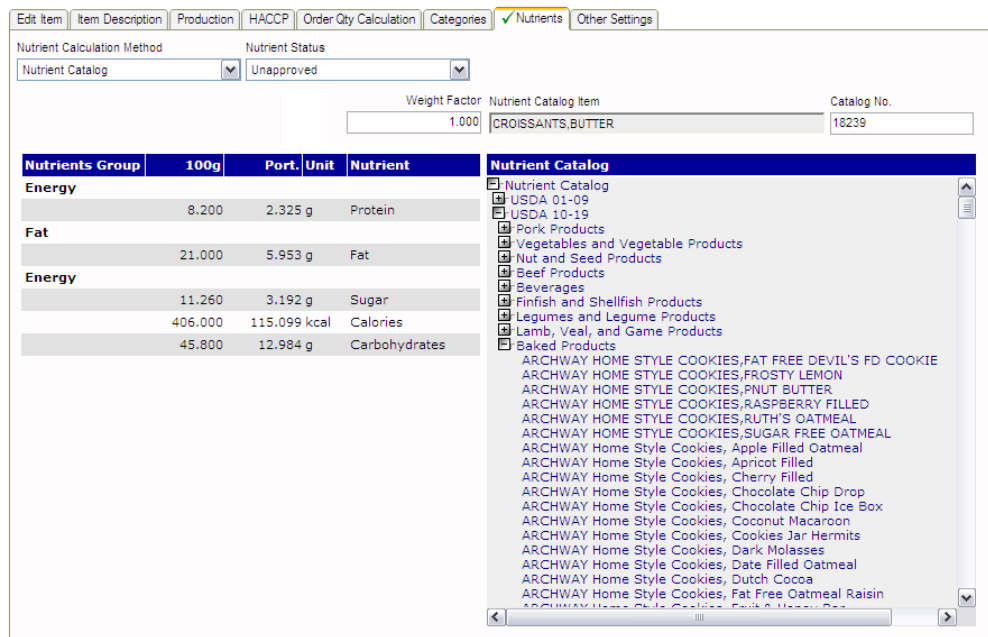 Edit Item Item Description Production HACCP Order Qty Calculation Categories Nutrients Other Settings
Nutrient Calculation Method Nutrient Status
Nutrient Catalog Unapproved
Weight Factor Nutrient Catalog Item Catalog No.
1.000 CROISSANTS,BUTTER 18239
Nutrients Group 100g Port. Unit Nutrient
Energy
8.200 2.325 g Protein
Fat
21.000 5.953 g Fat
Energy
11.260 3.192 g Sugar
406.000 115.099 kcal Calories
45.800 12.984 g Carbohydrates
Nutrient Catalog
Nutrient Catalog
USDA 01-09
USDA 10-19
Pork Products
Vegetables and Vegetable Products
Nut and Seed Products
Beef Products
Beverages
Finfish and Shellfish Products
Legumes and Legume Products
Lamb, Veal, and Game Products
Baked Products
ARCHWAY HOME STYLE COOKIES,FAT FREE DEVIL'S FD COOKIE
ARCHWAY HOME STYLE COOKIES,FROSTY LEMON
ARCHWAY HOME STYLE COOKIES,PNUT BUTTER
ARCHWAY HOME STYLE COOKIES,RASPBERRY FILLED
ARCHWAY HOME STYLE COOKIES,RUTH'S OATMEAL
ARCHWAY HOME STYLE COOKIES,SUGAR FREE OATMEAL
ARCHWAY Home Style Cookies, Apple Filled Oatmeal
ARCHWAY Home Style Cookies, Apricot Filled
ARCHWAY Home Style Cookies, Cherry Filled
ARCHWAY Home Style Cookies, Chocolate Chip Drop
ARCHWAY Home Style Cookies, Chocolate Chip Ice Box
ARCHWAY Home Style Cookies, Coconut Macaroon
ARCHWAY Home Style Cookies, Cookies Jar Hermits
ARCHWAY Home Style Cookies, Dark Molasses
ARCHWAY Home Style Cookies, Date Filled Oatmeal
ARCHWAY Home Style Cookies, Dutch Cocoa
ARCHWAY Home Style Cookies, Fat Free Oatmeal Raisin
ARCHWAY Home Style Cookies, Fruit & Honey Bar